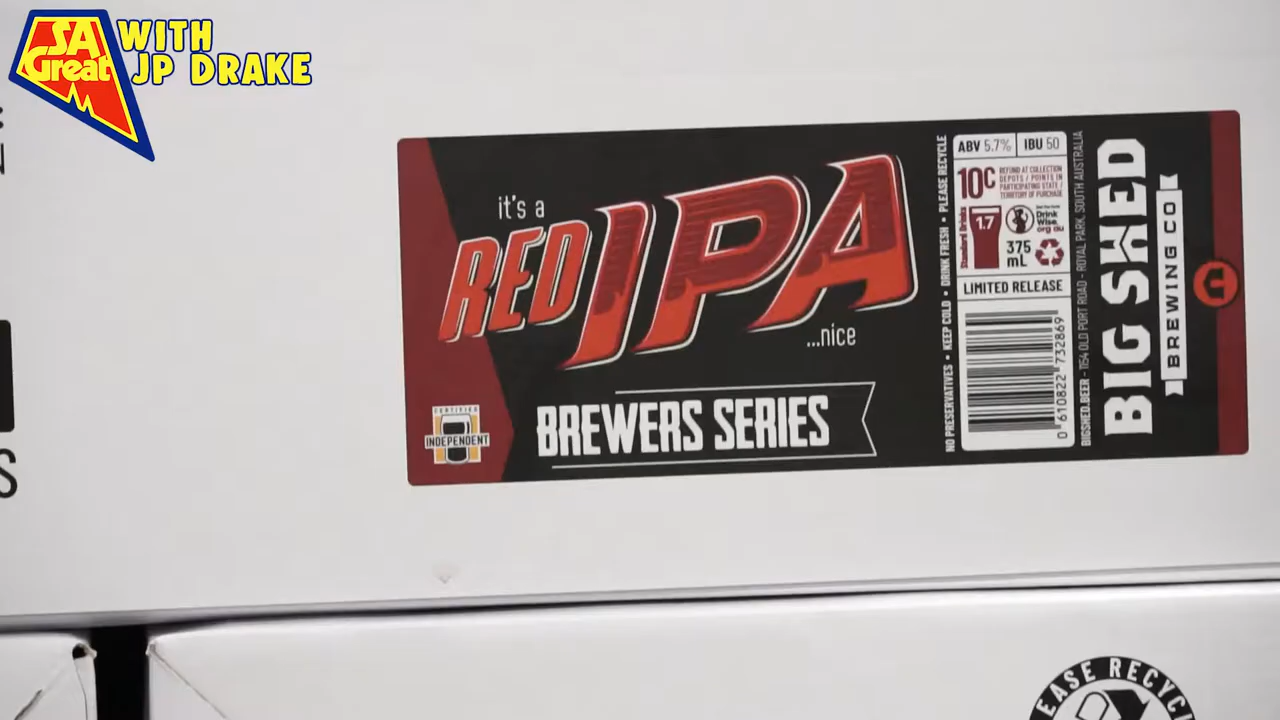 SA
Great
WITH
JP DRAKE
it's a
RED IPA
...nice
BREWERS SERIES
CERTIFIED
INDEPENDENT
NO PRESERVATIVES • KEEP COLD • DRINK FRESH • PLEASE RECYCLE
ABV 5.7%
IBU 50
10C
REFUND AT COLLECTION
DEPOTS / POINTS IN
PARTICIPATING STATE /
TERRITORY OF PURCHASE
Standard Drinks
1.7
Drink
Wise.
org.au
375
mL
LIMITED RELEASE
0 610822 732869
BIGSHED.BEER - 1154 OLD PORT ROAD - ROYAL PARK, SOUTH AUSTRALIA
BIG SHED
BREWING CO
EASE RECYC
S